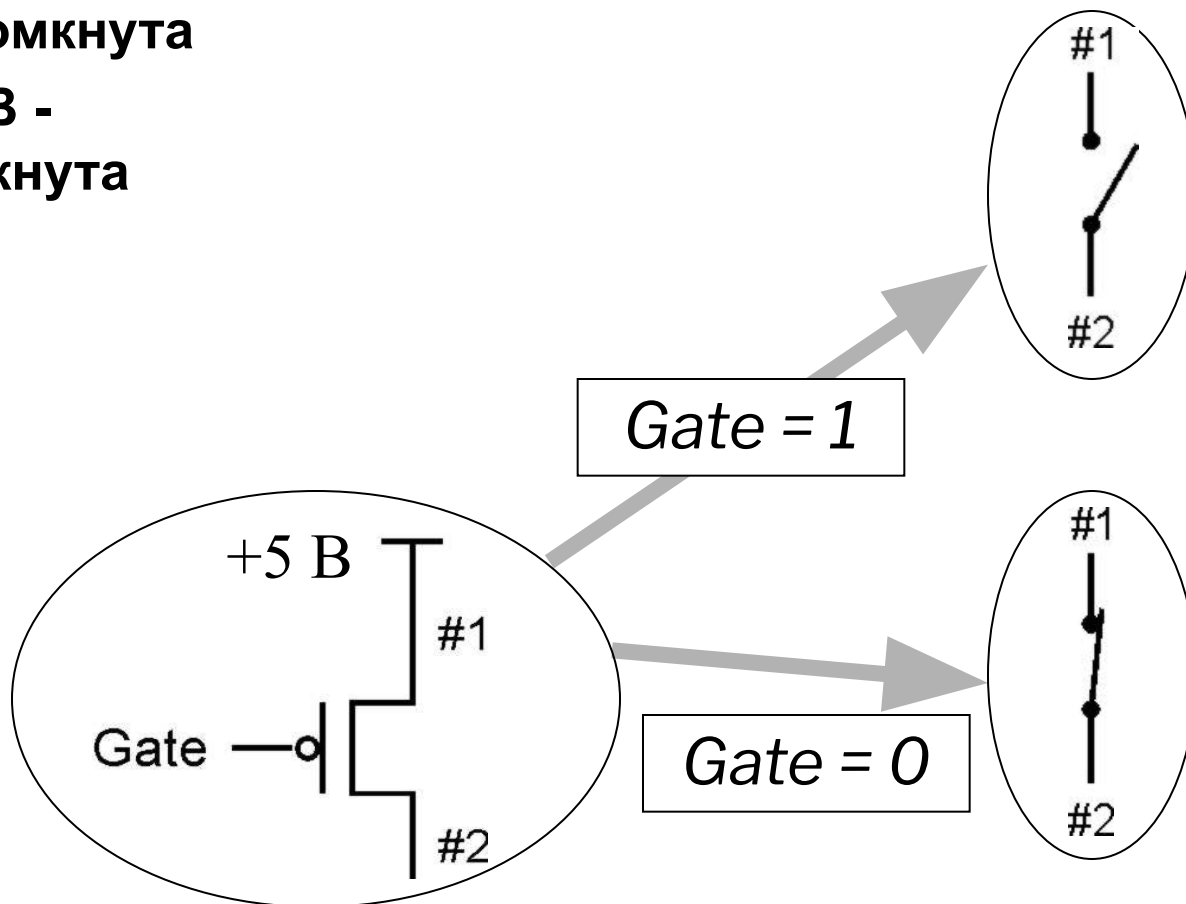 омкнута
В -
кнута
#1
#2
Gate = 1
+5 В
#1
Gate
#2
#1
Gate = 0
#2